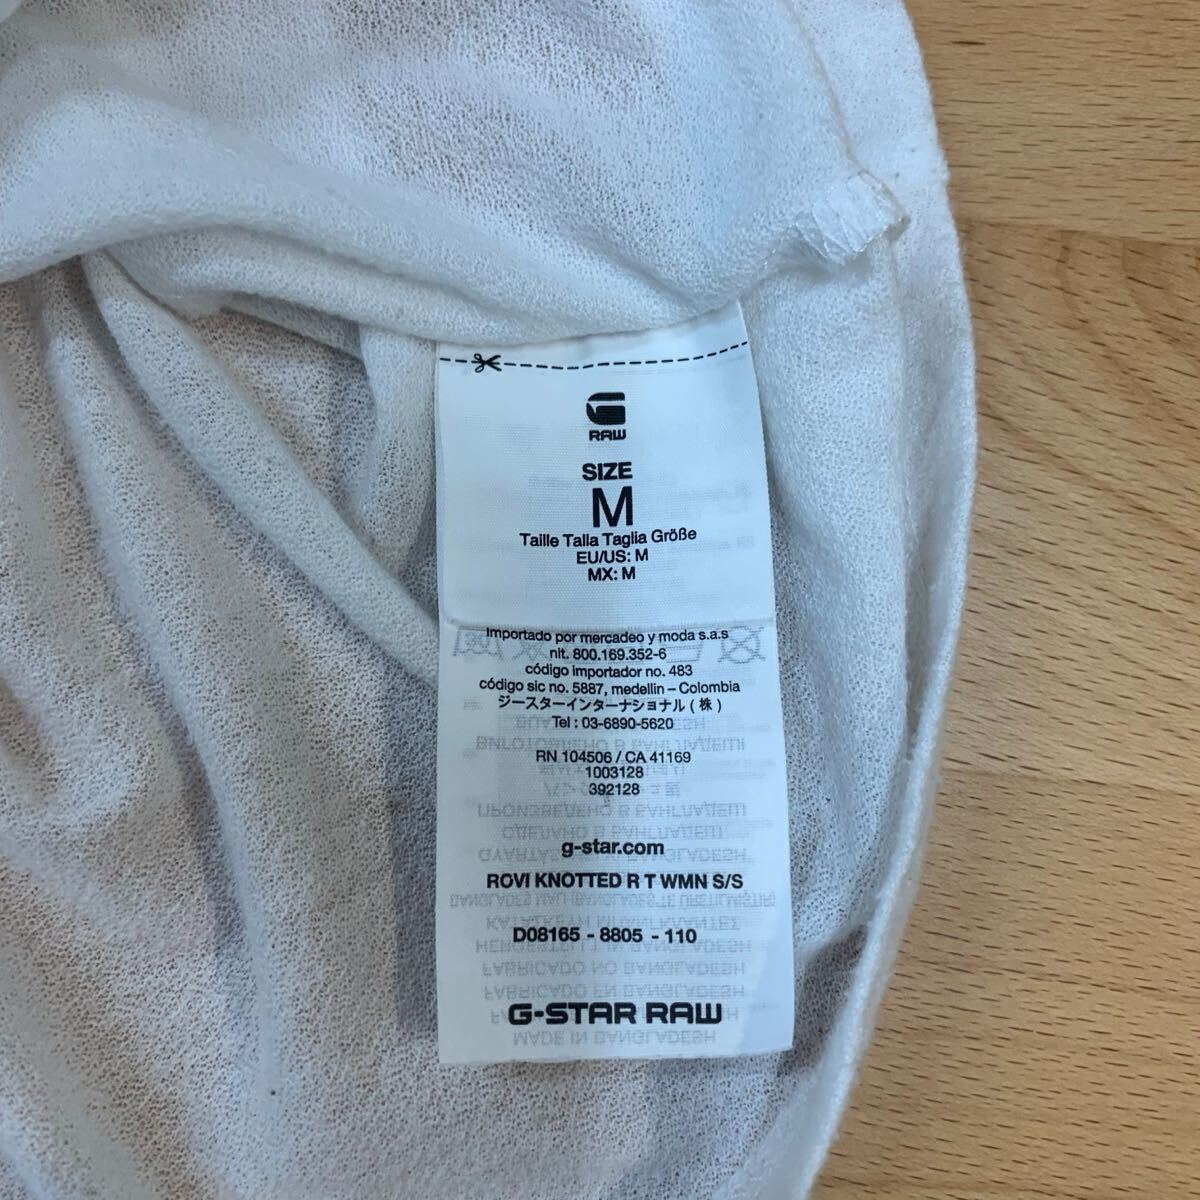 RAW
SIZE
M
Taille Talla Taglia Größe
EU/US: M
MX: M
Importado por mercadeo y moda s.a.s
nit. 800.169.352-6
código importador no. 483
código sic no. 5887, medellin – Colombia
ジースターインターナショナル (株)
Tel : 03-6890-5620
RN 104506 / CA 41169
1003128
392128
g-star.com
ROVI KNOTTED R T WMN S/S
D08165 - 8805 - 110
G-STAR RAW
MADE IN BANGLADESH